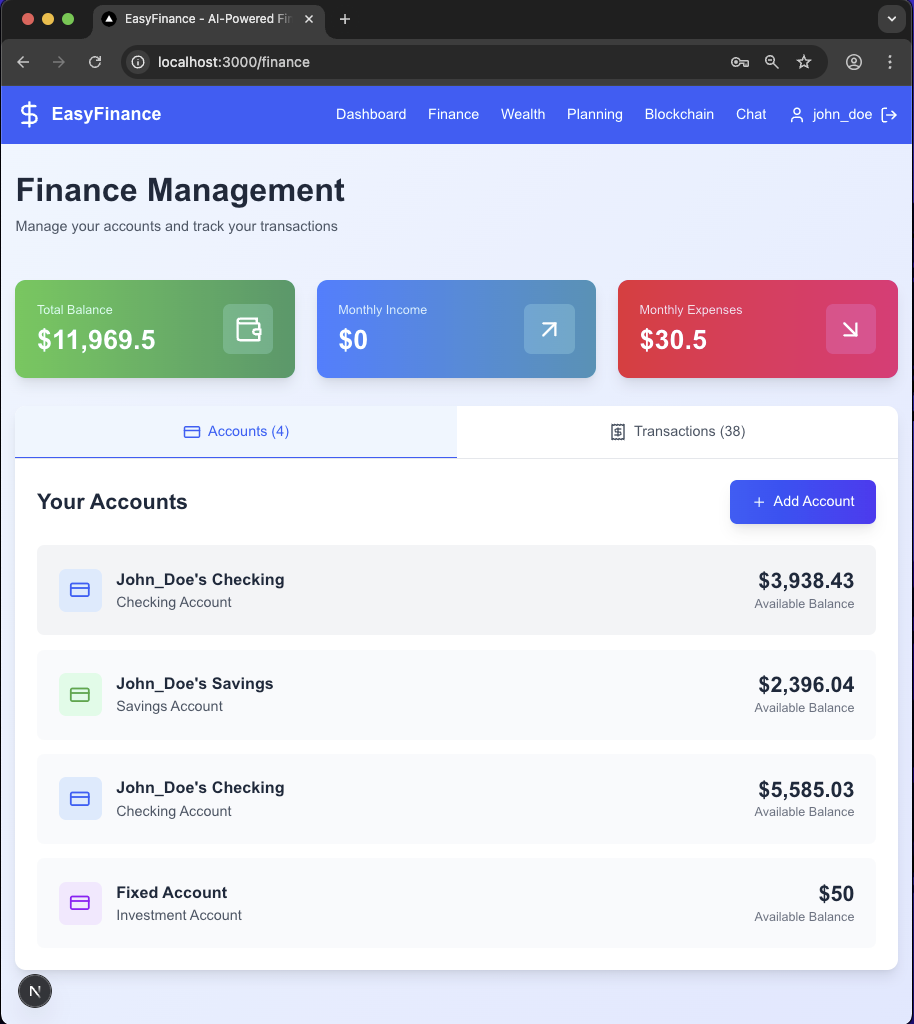 EasyFinance - AI-Powered Fi
localhost:3000/finance
EasyFinance
Dashboard Finance Wealth Planning Blockchain Chat john_doe
Finance Management
Manage your accounts and track your transactions
Total Balance
$11,969.5
Monthly Income
$0
Monthly Expenses
$30.5
Accounts (4)
Transactions (38)
Your Accounts
+ Add Account
John_Doe's Checking
Checking Account
$3,938.43
Available Balance
John_Doe's Savings
Savings Account
$2,396.04
Available Balance
John_Doe's Checking
Checking Account
$5,585.03
Available Balance
Fixed Account
Investment Account
$50
Available Balance
N